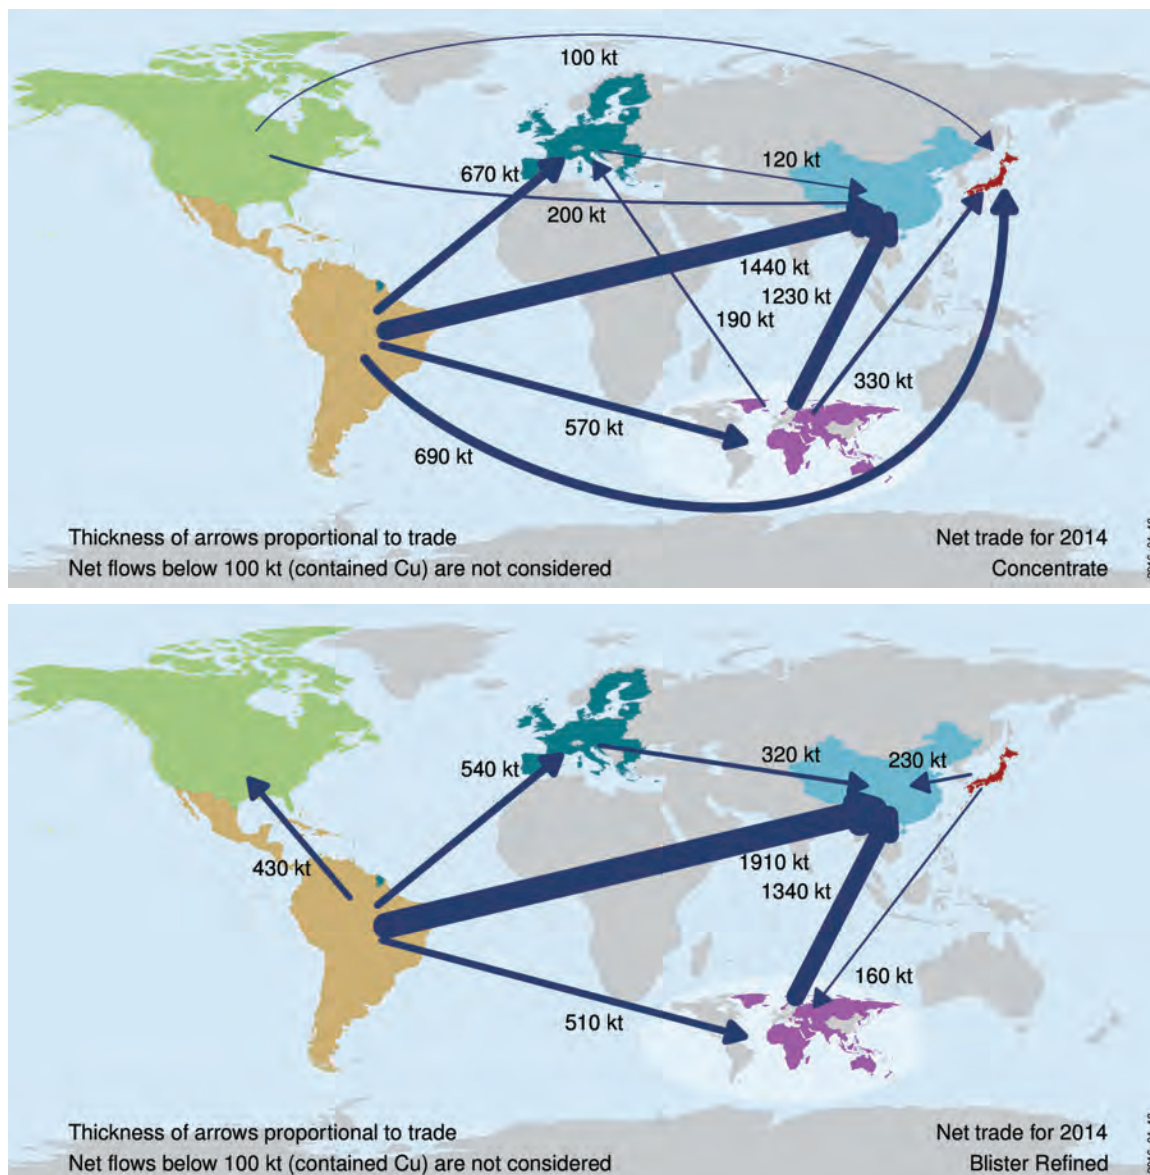 100 kt
120 kt
670 kt
200 kt
1440 kt
1230 kt
190 kt
330 kt
570 kt
690 kt
Thickness of arrows proportional to trade
Net trade for 2014
Net flows below 100 kt (contained Cu) are not considered
Concentrate
320 kt
230 kt
540 kt
1910 kt
430 kt
1340 kt
160 kt
510 kt
Thickness of arrows proportional to trade
Net trade for 2014
Net flows below 100 kt (contained Cu) are not considered
Blister Refined